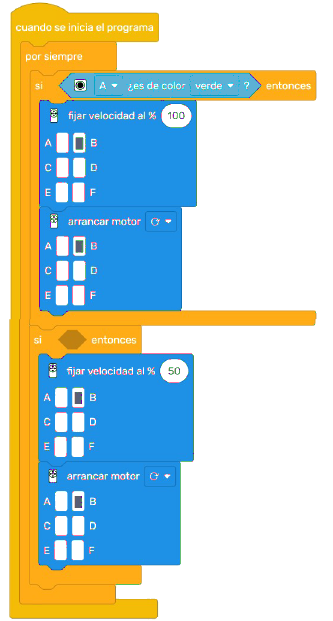 cuando se inicia el programa
por siempre
si A ¿es de color verde ? entonces
fijar velocidad al % 100
A B
C D
E F
arrancar motor
A B
C D
E F
si entonces
fijar velocidad al % 50
A B
C D
E F
arrancar motor
A B
C D
E F